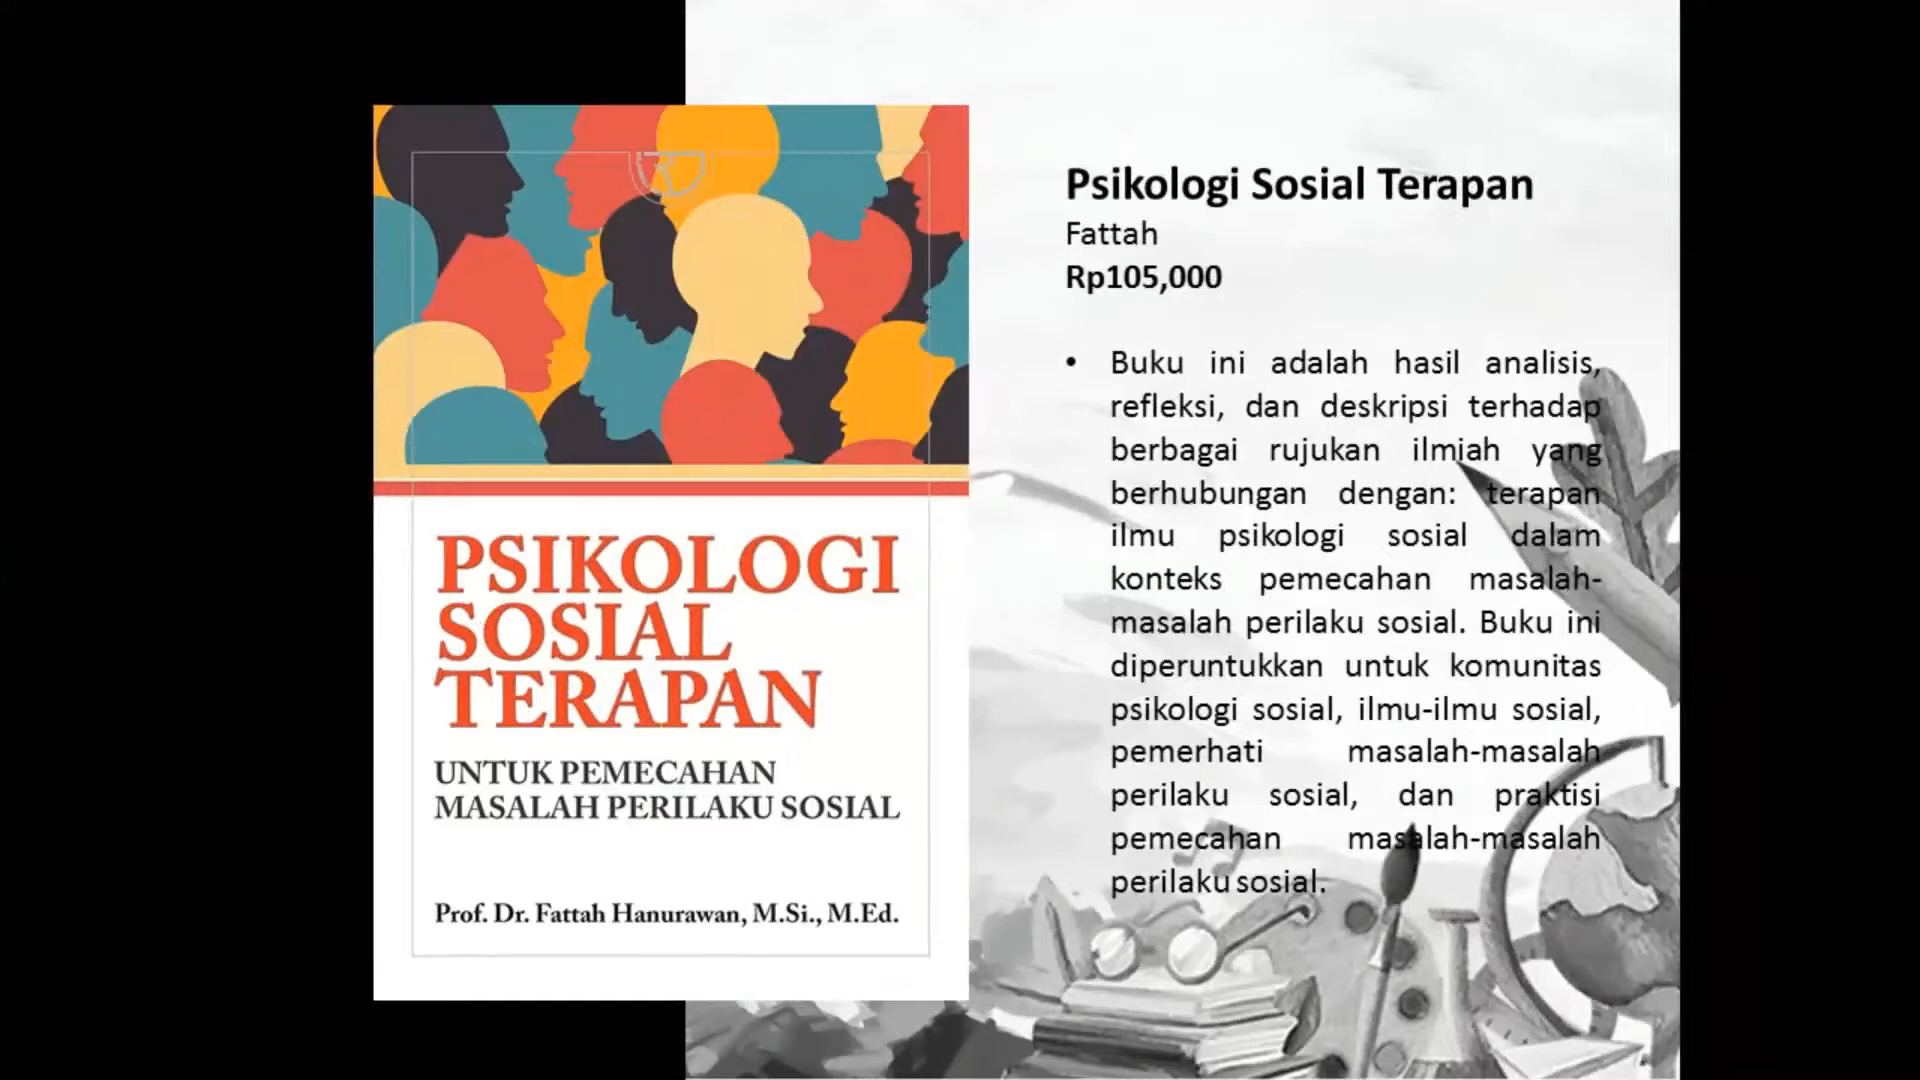 PSIKOLOGI
SOSIAL
TERAPAN
UNTUK PEMECAHAN
MASALAH PERILAKU SOSIAL
Prof. Dr. Fattah Hanurawan, M.Si., M.Ed.
Psikologi Sosial Terapan
Fattah
Rp105,000
• Buku ini adalah hasil analisis,
refleksi, dan deskripsi terhadap
berbagai rujukan ilmiah yang
berhubungan dengan: terapan
ilmu psikologi sosial dalam
konteks pemecahan masalah-
masalah perilaku sosial. Buku ini
diperuntukkan untuk komunitas
psikologi sosial, ilmu-ilmu sosial,
pemerhati masalah-masalah
perilaku sosial, dan praktisi
pemecahan masalah-masalah
perilaku sosial.